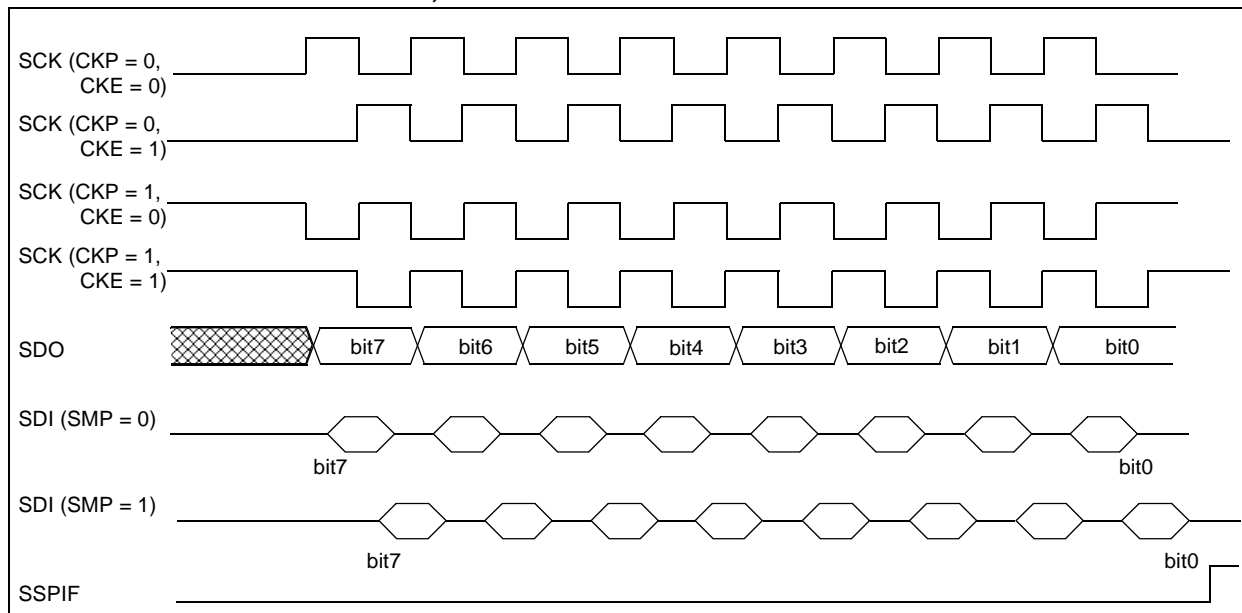 SCK (CKP = 0,
CKE = 0)
SCK (CKP = 0,
CKE = 1)
SCK (CKP = 1,
CKE = 0)
SCK (CKP = 1,
CKE = 1)
SDO bit7 bit6 bit5 bit4 bit3 bit2 bit1 bit0
SDI (SMP = 0)
bit7 bit0
SDI (SMP = 1)
bit7 bit0
SSPIF